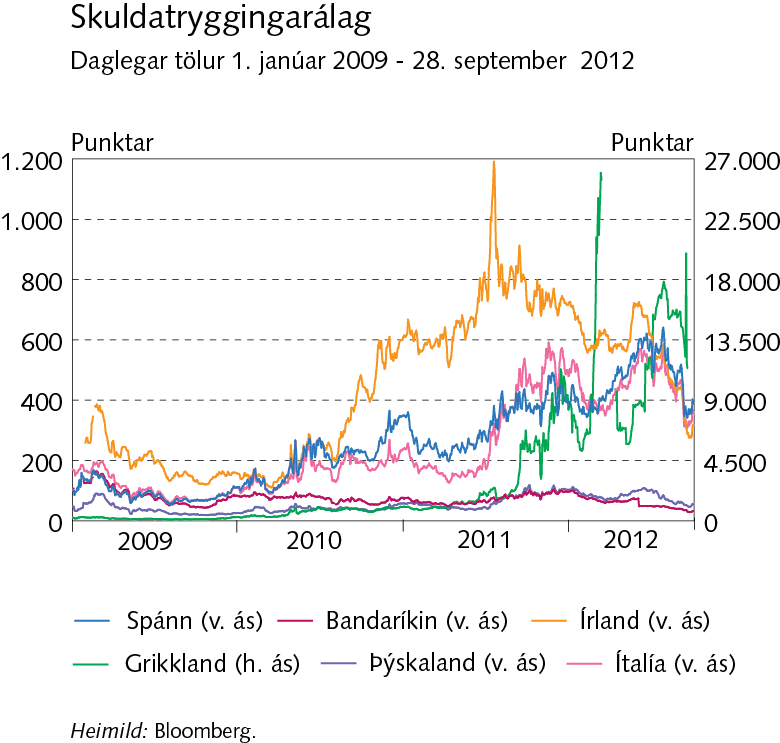 Skuldatryggingarálag
Daglegar tölur 1. janúar 2009 - 28. september 2012
Punktar Punktar
1.200 27.000
1.000 22.500
800 18.000
600 13.500
400 9.000
200 4.500
0 0
2009 2010 2011 2012
Spánn (v. ás) Bandaríkin (v. ás) Írland (v. ás)
Grikkland (h. ás) Þýskaland (v. ás) Ítalía (v. ás)
Heimild: Bloomberg.